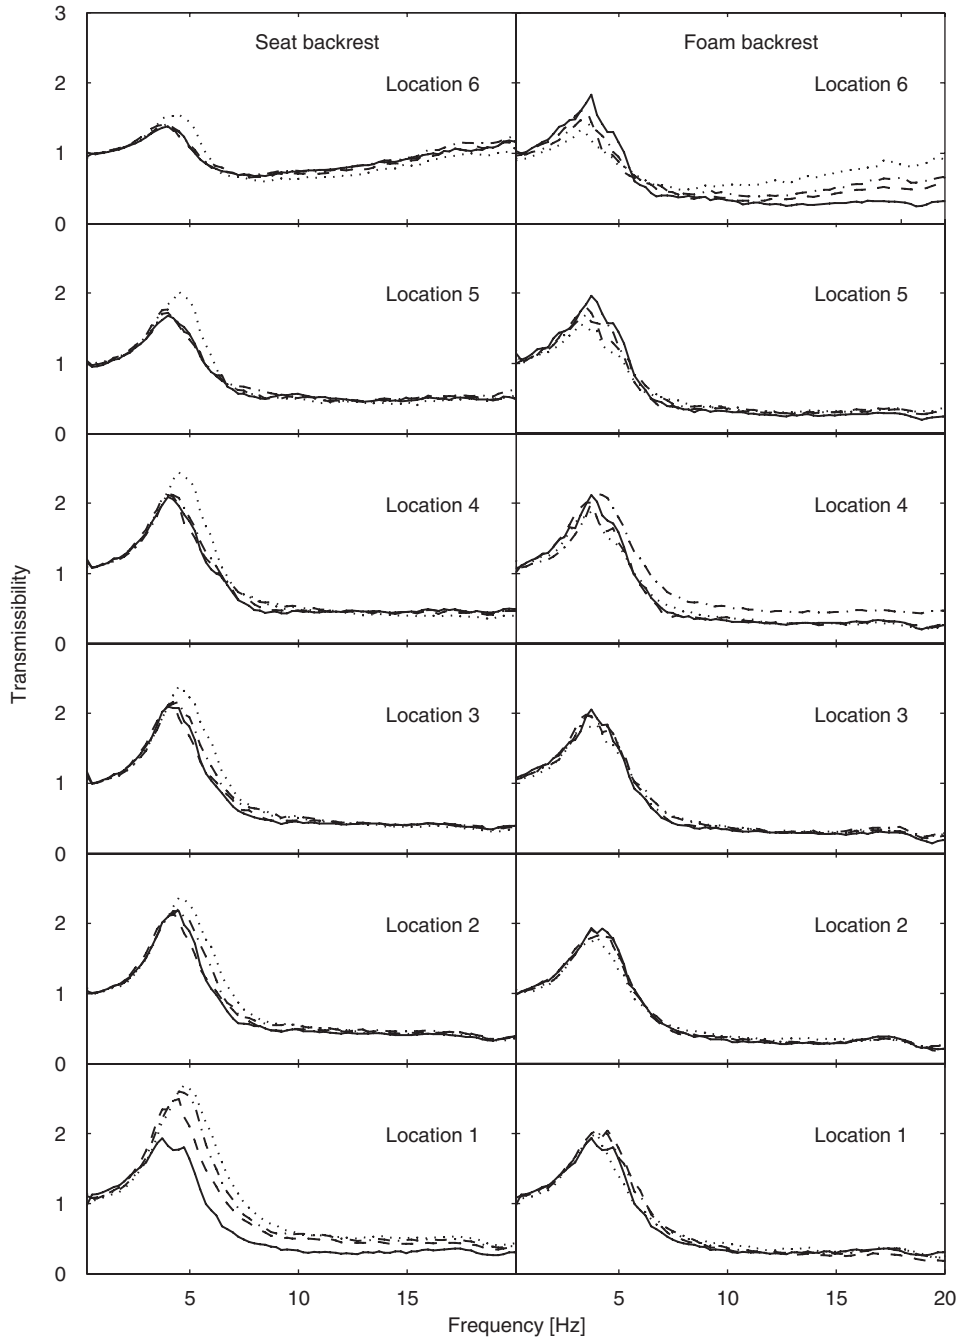 3
Seat backrest Foam backrest
2 Location 6 Location 6
1
0
2 Location 5 Location 5
1
0
2 Location 4 Location 4
1
0
Transmissibility
2 Location 3 Location 3
1
0
2 Location 2 Location 2
1
0
2 Location 1 Location 1
1
0
5 10 15 5 10 15 20
Frequency [Hz]